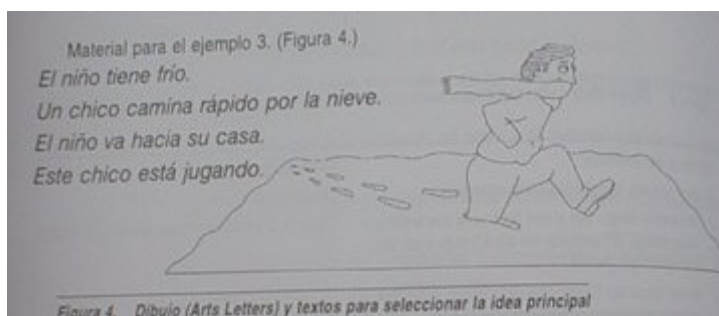 Material para el ejemplo 3. (Figura 4.)
El niño tiene frío.
Un chico camina rápido por la nieve.
El niño va hacia su casa.
Este chico está jugando.
Figura 4. Dibujo (Arts Letters) y textos para seleccionar la idea principal